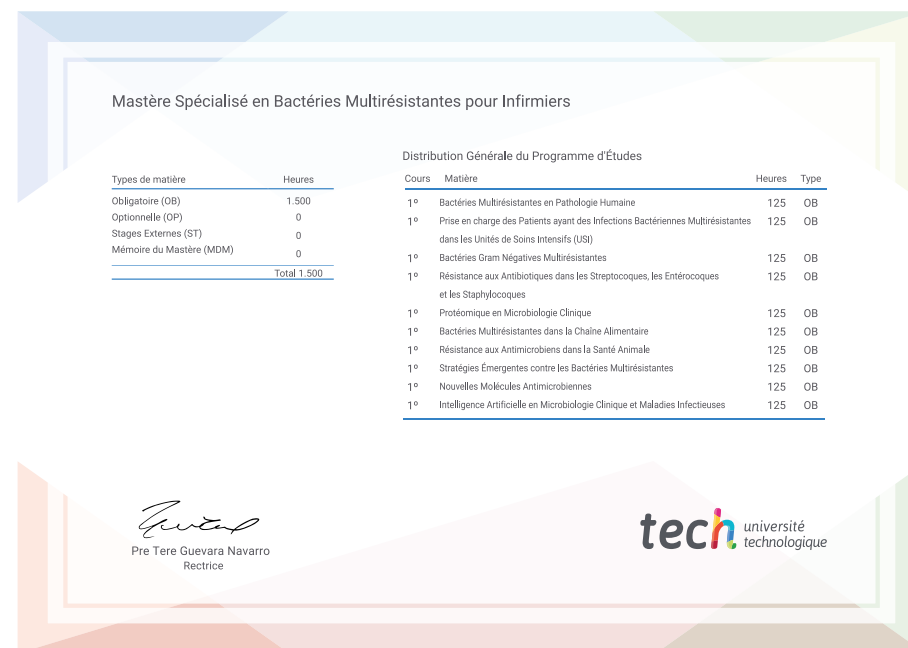 Mastère Spécialisé en Bactéries Multirésistantes pour Infirmiers
Types de matière Heures
Obligatoire (OB) 1.500
Optionnelle (OP) 0
Stages Externes (ST) 0
Mémoire du Mastère (MDM) 0
Total 1.500
Distribution Générale du Programme d'Études
Cours Matière Heures Type
1º Bactéries Multirésistantes en Pathologie Humaine 125 OB
1º Prise en charge des Patients ayant des Infections Bactériennes Multirésistantes 125 OB
dans les Unités de Soins Intensifs (USI)
1º Bactéries Gram Négatives Multirésistantes 125 OB
1º Résistance aux Antibiotiques dans les Streptocoques, les Entérocoques 125 OB
et les Staphylocoques
1º Protéomique en Microbiologie Clinique 125 OB
1º Bactéries Multirésistantes dans la Chaîne Alimentaire 125 OB
1º Résistance aux Antimicrobiens dans la Santé Animale 125 OB
1º Stratégies Émergentes contre les Bactéries Multirésistantes 125 OB
1º Nouvelles Molécules Antimicrobiennes 125 OB
1º Intelligence Artificielle en Microbiologie Clinique et Maladies Infectieuses 125 OB
Pre Tere Guevara Navarro
Rectrice
tech université
technologique